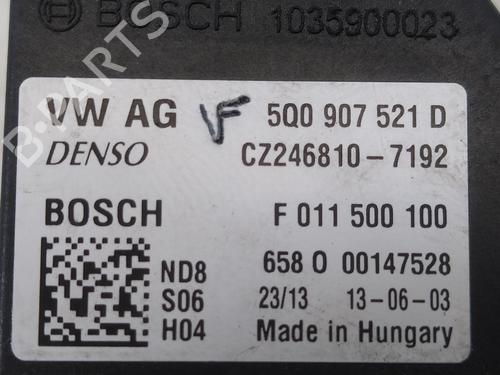 BOSCH 1035900023
VW AG VF 5Q0 907 521 D
DENSO CZ246810-7192
BOSCH F 011 500 100
ND8 658 0 00147528
S06 23/13 13-06-03
H04 Made in Hungary
B-PARTS